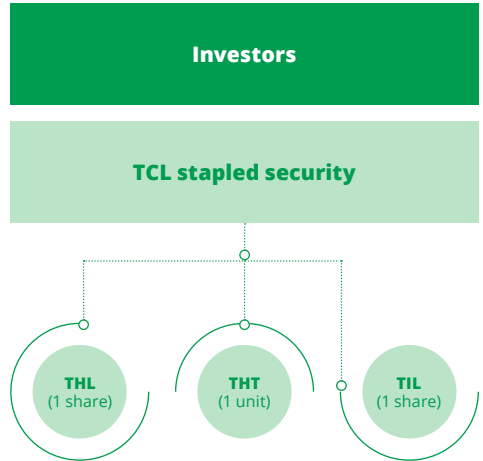 Investors
TCL stapled security
THL
(1 share)
THT
(1 unit)
TIL
(1 share)